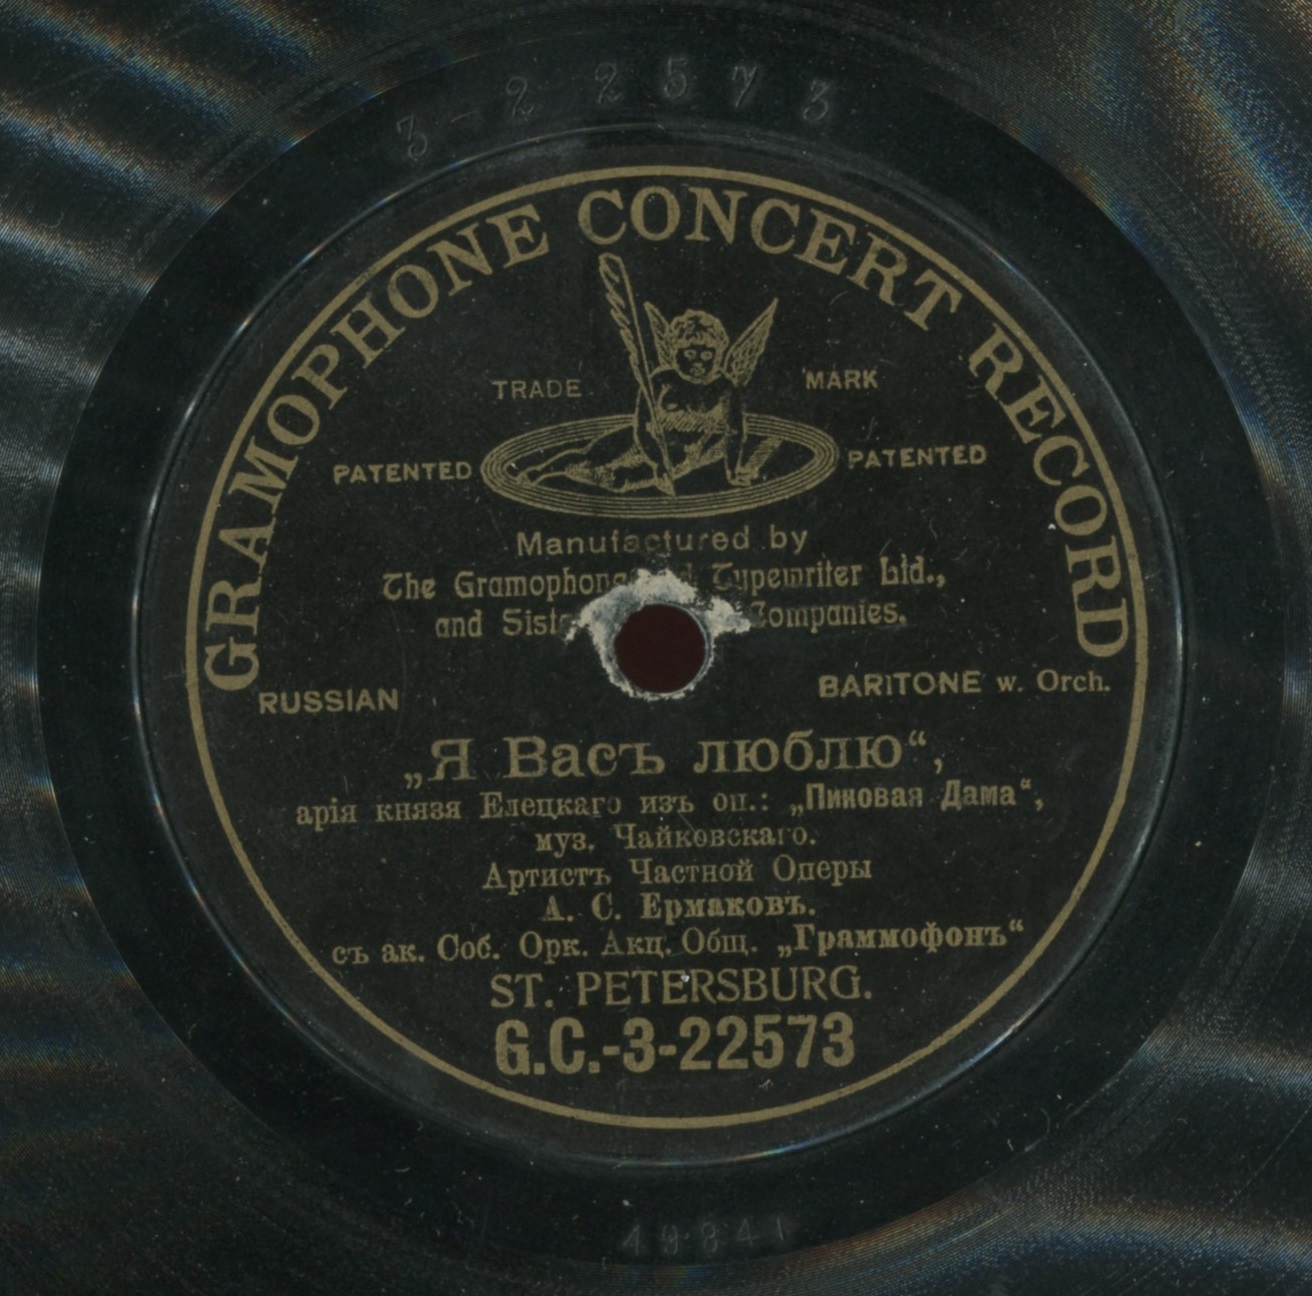 3-22573
GRAMOPHONE CONCERT RECORD
TRADE MARK
PATENTED PATENTED
Manufactured by
The Gramophone Typewriter Ltd.,
and Companies.
RUSSIAN BARITONE w. Orch.
„Я Васъ люблю“,
арія князя Елецкаго изъ оп.: „Пиковая Дама“,
муз. Чайковскаго.
Артистъ Частной Оперы
А. С. Ермаковъ.
съ ак. Соб. Орк. Акц. Общ. „Граммофонъ“
ST. PETERSBURG.
G.C.-3-22573